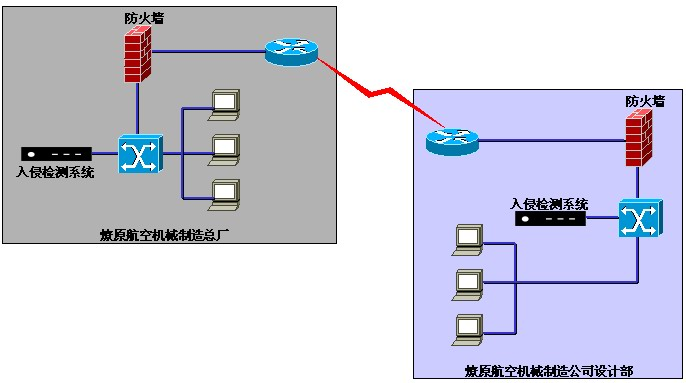 防火墙
入侵检测系统
燎原航空机械制造总厂
防火墙
入侵检测系统
燎原航空机械制造公司设计部